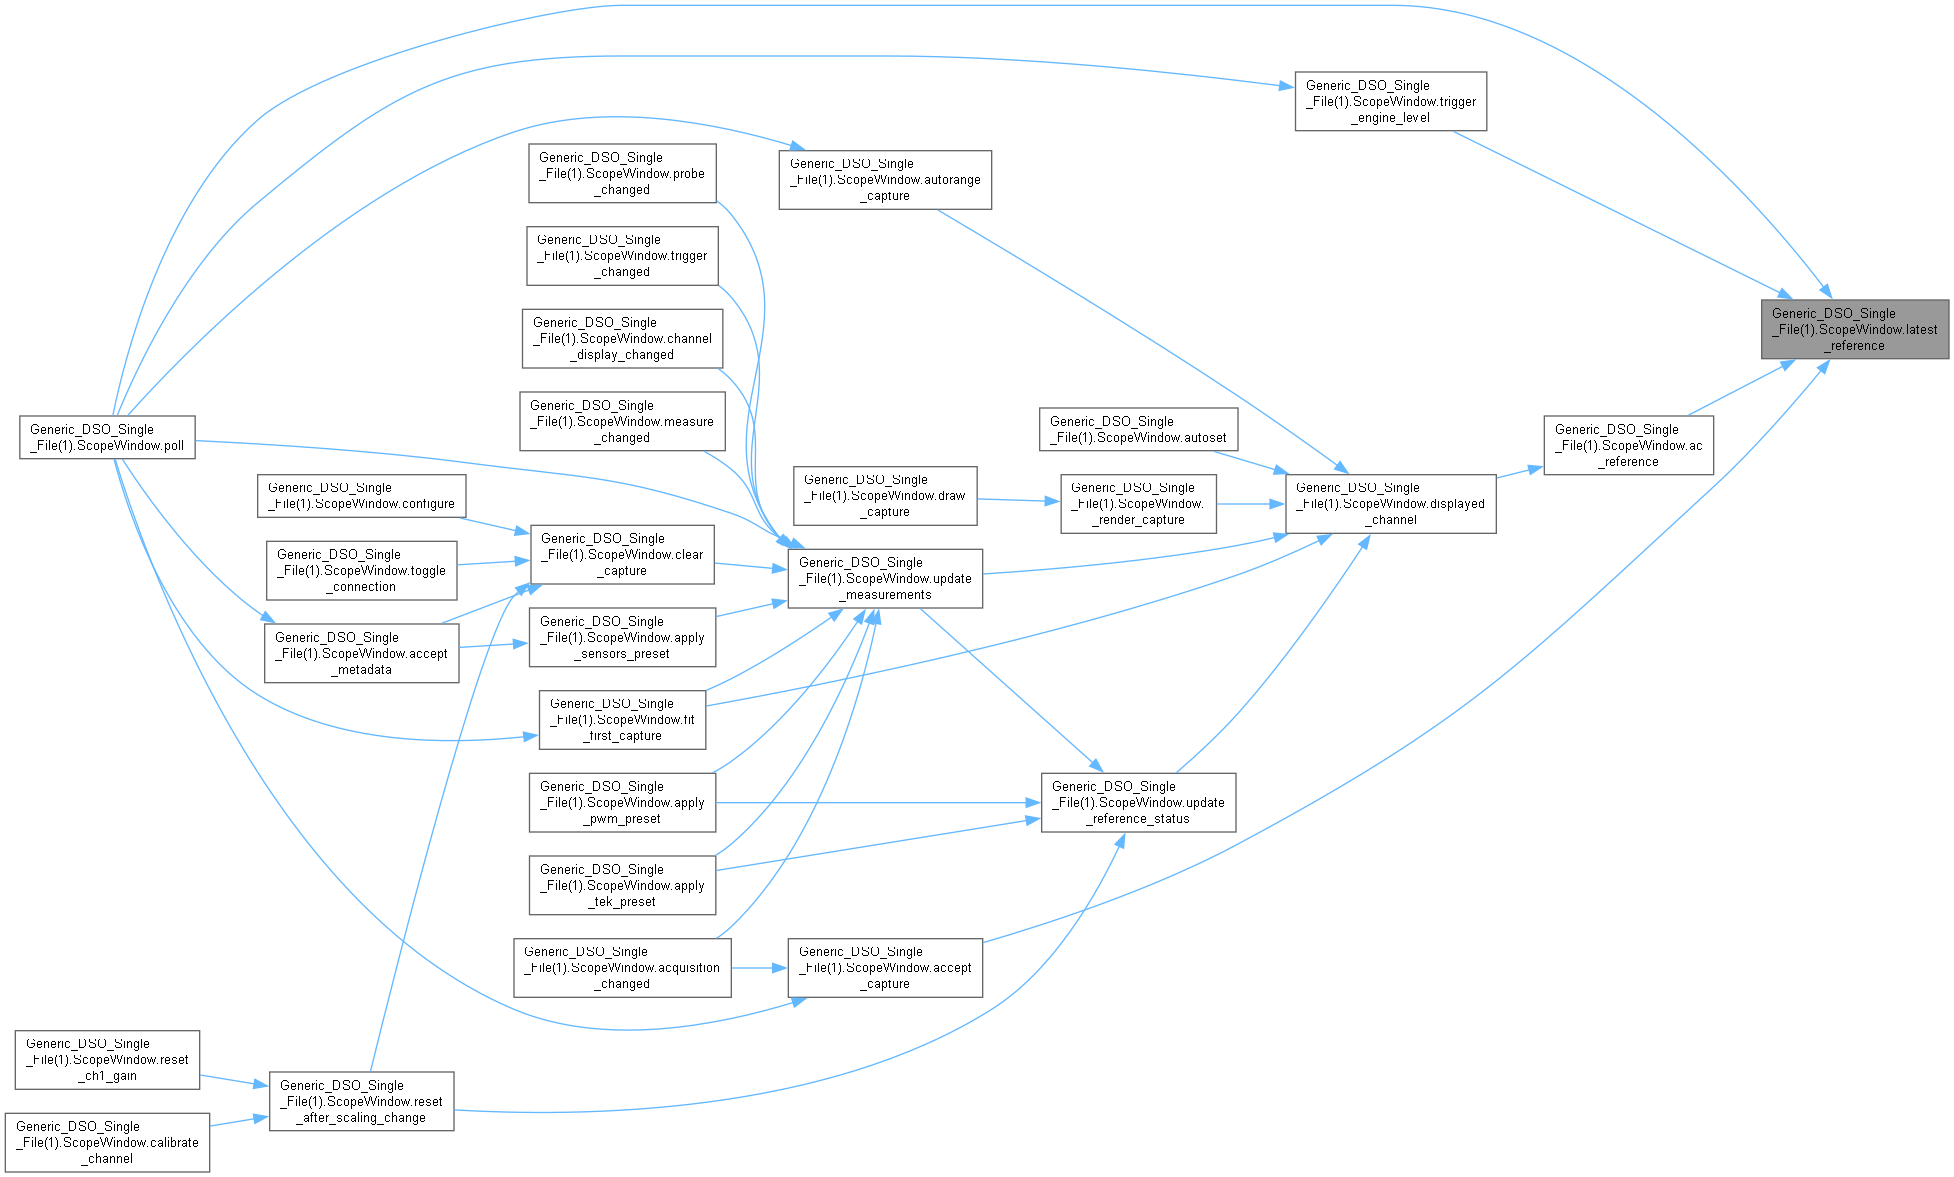 Generic_DSO_Single
_File(1).ScopeWindow.trigger
_engine_level
Generic_DSO_Single
_File(1).ScopeWindow.probe
_changed
Generic_DSO_Single
_File(1).ScopeWindow.autorange
_capture
Generic_DSO_Single
_File(1).ScopeWindow.trigger
_changed
Generic_DSO_Single
_File(1).ScopeWindow.latest
_reference
Generic_DSO_Single
_File(1).ScopeWindow.channel
_display_changed
Generic_DSO_Single
_File(1).ScopeWindow.measure
_changed
Generic_DSO_Single
_File(1).ScopeWindow.poll
Generic_DSO_Single
_File(1).ScopeWindow.autoset
Generic_DSO_Single
_File(1).ScopeWindow.ac
_reference
Generic_DSO_Single
_File(1).ScopeWindow.configure
Generic_DSO_Single
_File(1).ScopeWindow.draw
_capture
Generic_DSO_Single
_File(1).ScopeWindow.
_render_capture
Generic_DSO_Single
_File(1).ScopeWindow.displayed
_channel
Generic_DSO_Single
_File(1).ScopeWindow.toggle
_connection
Generic_DSO_Single
_File(1).ScopeWindow.clear
_capture
Generic_DSO_Single
_File(1).ScopeWindow.update
_measurements
Generic_DSO_Single
_File(1).ScopeWindow.accept
_metadata
Generic_DSO_Single
_File(1).ScopeWindow.apply
_sensors_preset
Generic_DSO_Single
_File(1).ScopeWindow.fit
_first_capture
Generic_DSO_Single
_File(1).ScopeWindow.apply
_pwm_preset
Generic_DSO_Single
_File(1).ScopeWindow.update
_reference_status
Generic_DSO_Single
_File(1).ScopeWindow.apply
_tek_preset
Generic_DSO_Single
_File(1).ScopeWindow.acquisition
_changed
Generic_DSO_Single
_File(1).ScopeWindow.accept
_capture
Generic_DSO_Single
_File(1).ScopeWindow.reset
_ch1_gain
Generic_DSO_Single
_File(1).ScopeWindow.reset
_after_scaling_change
Generic_DSO_Single
_File(1).ScopeWindow.calibrate
_channel